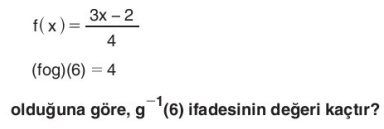 f(x) = (3x – 2)/4
(fog)(6) = 4
olduğuna göre, g⁻¹(6) ifadesinin değeri kaçtır?